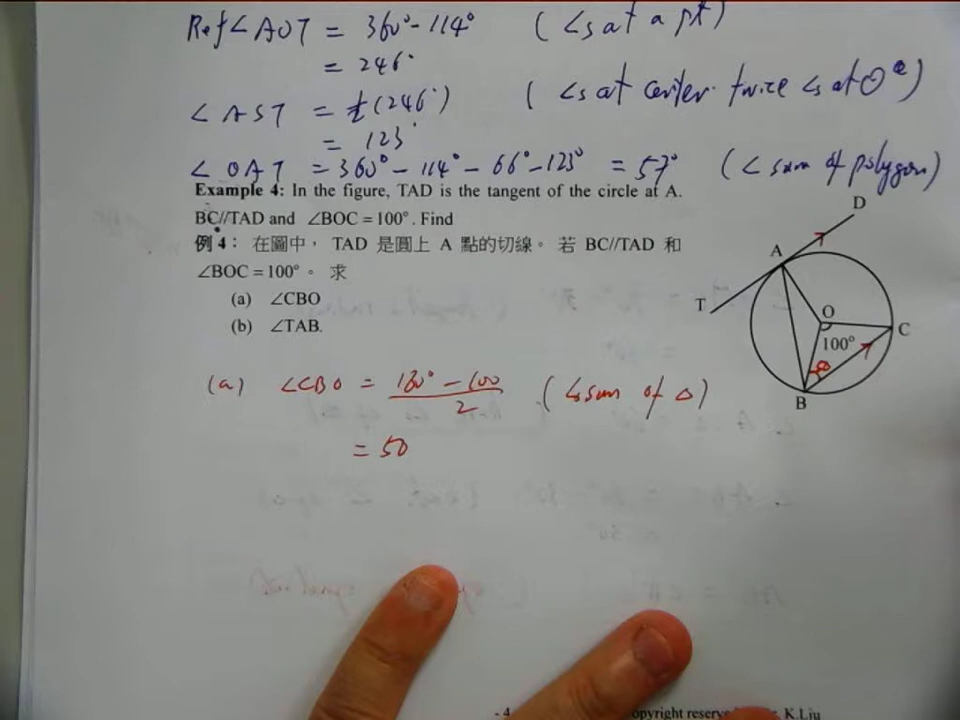 Ref∠AOT = 360° - 114° (∠s at a pt)
= 246°
∠AST = ½(246°) (∠s at center twice ∠s at ⊙ce)
= 123°
∠OAT = 360° - 114° - 66° - 123° = 57° (∠ sum of polygon)
Example 4: In the figure, TAD is the tangent of the circle at A.
BC//TAD and ∠BOC = 100°. Find
例 4： 在圖中， TAD 是圓上 A 點的切線。 若 BC//TAD 和
∠BOC = 100° 。 求
(a) ∠CBO
(b) ∠TAB.
D
A
T
O
C
100°
B
(a) ∠CBO = 180° - 100 / 2 (∠s sum of △)
= 50
- 4
K.Liu